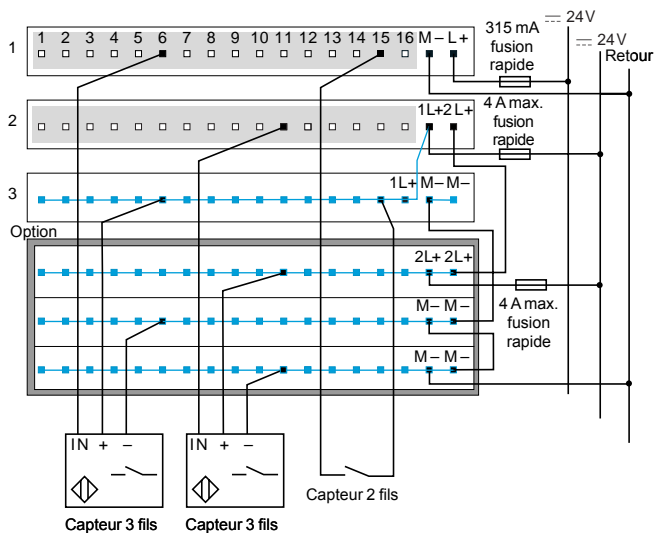 24V
24V
Retour
315 mA
fusion
rapide
1 1 2 3 4 5 6 7 8 9 10 11 12 13 14 15 16 M– L+
4 A max.
fusion
rapide
2 1L+ 2L+
3 1L+ M– M–
Option
2L+ 2L+
4 A max.
fusion
rapide
M– M–
M– M–
IN + –
IN + –
Capteur 2 fils
Capteur 3 fils
Capteur 3 fils